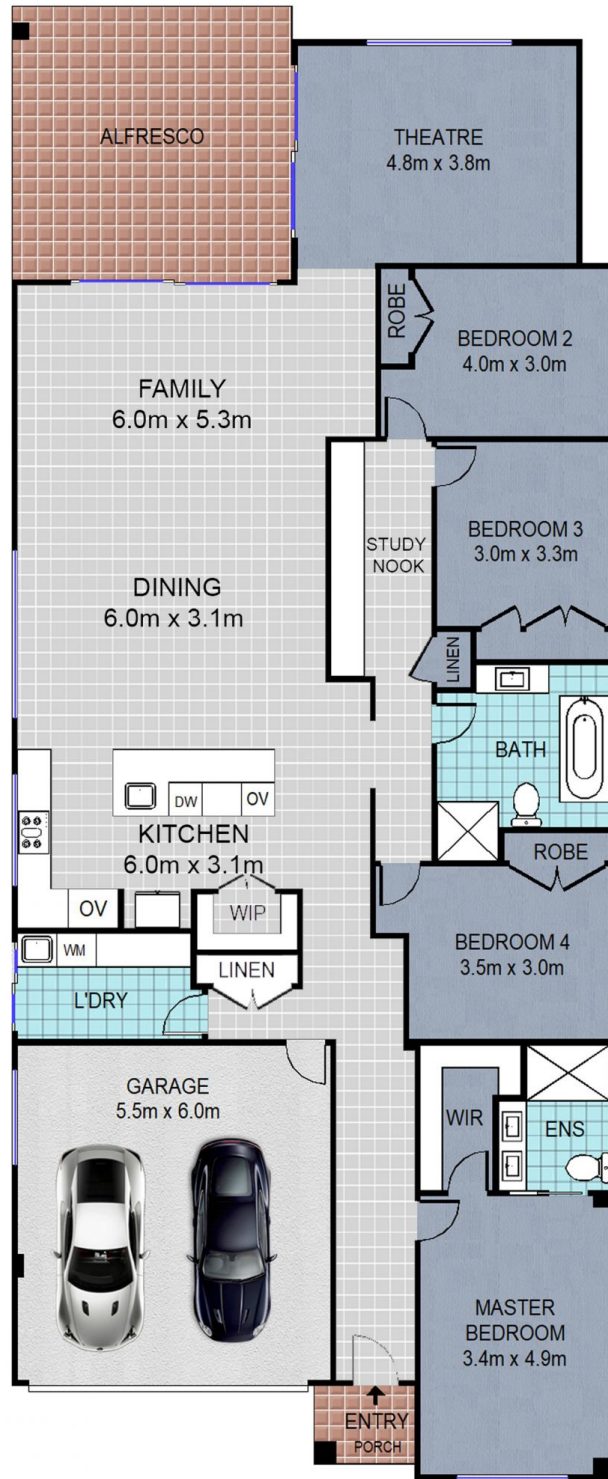 ALFRESCO
THEATRE
4.8m x 3.8m
ROBE
BEDROOM 2
4.0m x 3.0m
FAMILY
6.0m x 5.3m
STUDY
NOOK
BEDROOM 3
3.0m x 3.3m
DINING
6.0m x 3.1m
LINEN
BATH
DW
OV
KITCHEN
6.0m x 3.1m
ROBE
OV
WIP
BEDROOM 4
3.5m x 3.0m
WM
LINEN
L'DRY
GARAGE
5.5m x 6.0m
WIR
ENS
MASTER
BEDROOM
3.4m x 4.9m
ENTRY
PORCH